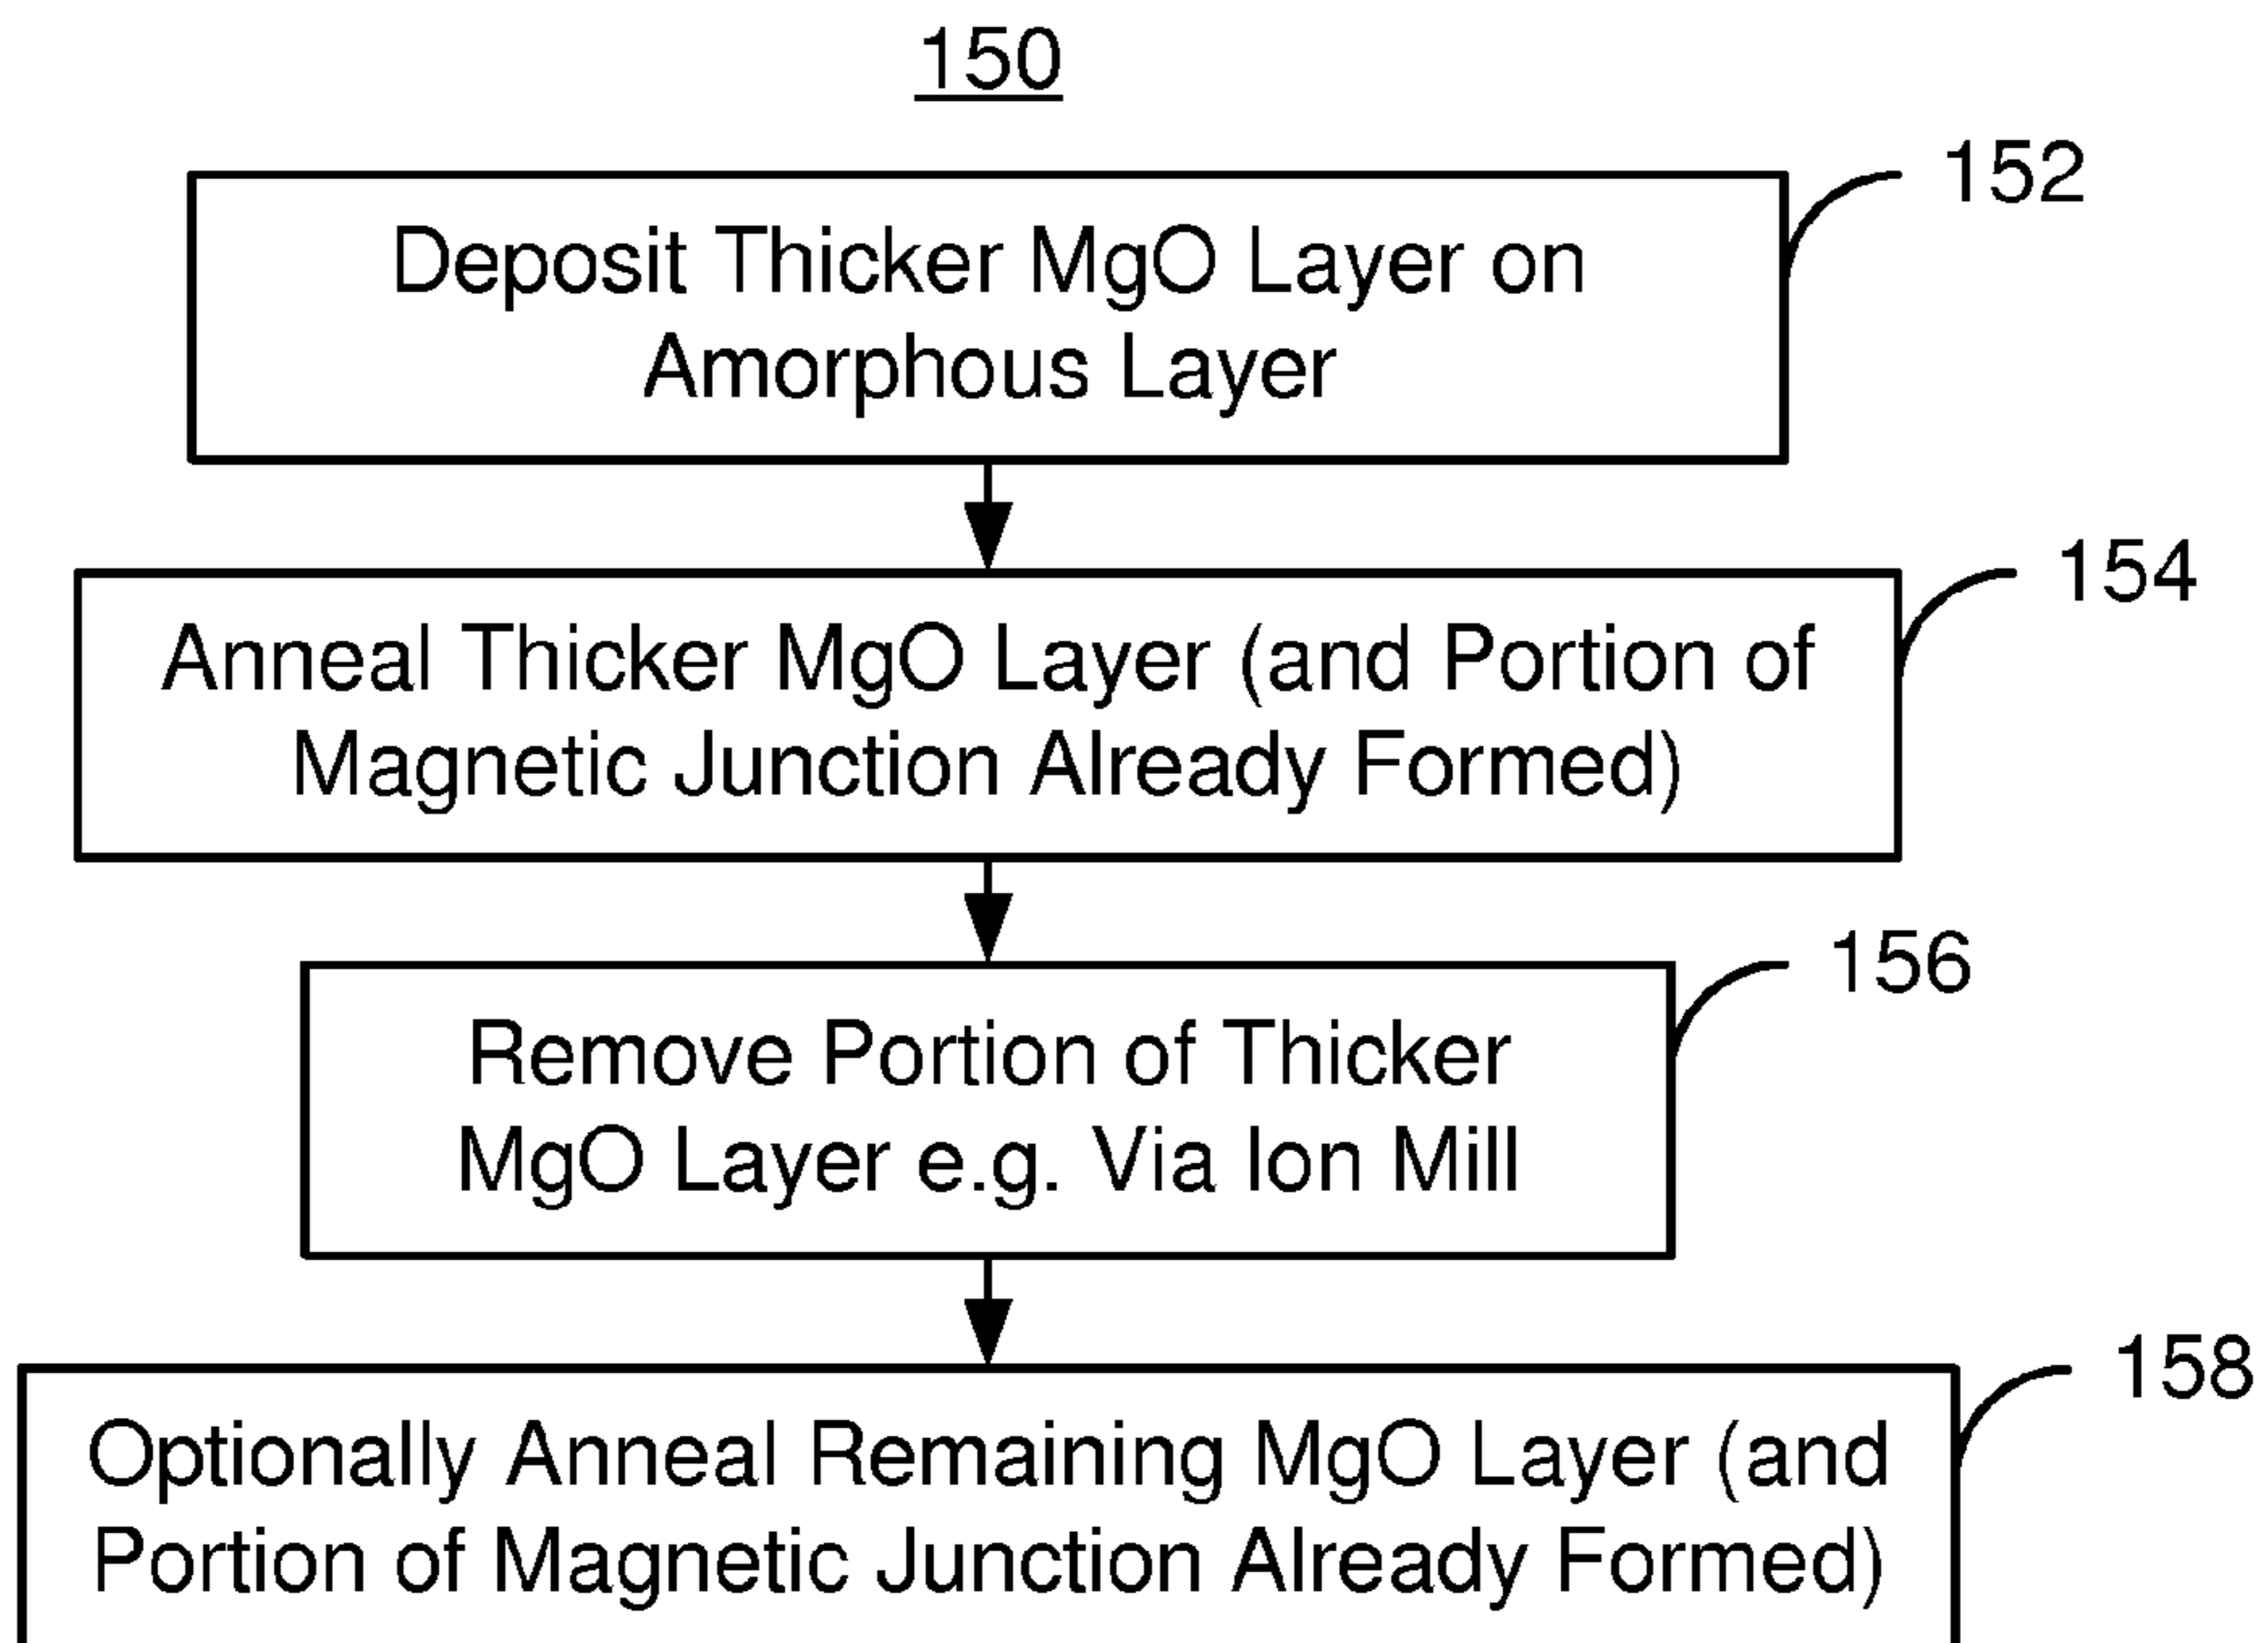 150
152
Deposit Thicker MgO Layer on
Amorphous Layer
154
Anneal Thicker MgO Layer (and Portion of
Magnetic Junction Already Formed)
156
Remove Portion of Thicker
MgO Layer e.g. Via Ion Mill
158
Optionally Anneal Remaining MgO Layer (and
Portion of Magnetic Junction Already Formed)